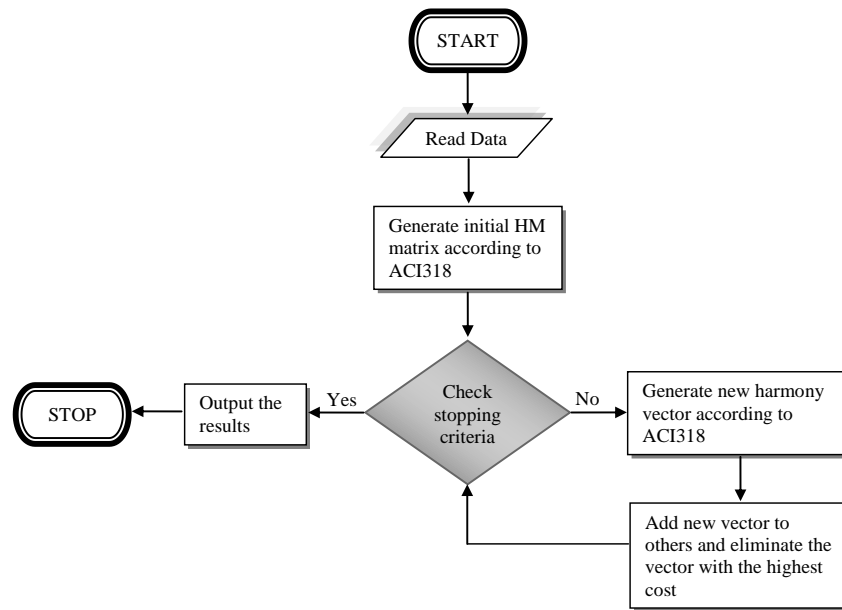 START
Read Data
Generate initial HM
matrix according to
ACI318
Check
stopping
criteria
Yes
No
Output the
results
STOP
Generate new harmony
vector according to
ACI318
Add new vector to
others and eliminate the
vector with the highest
cost